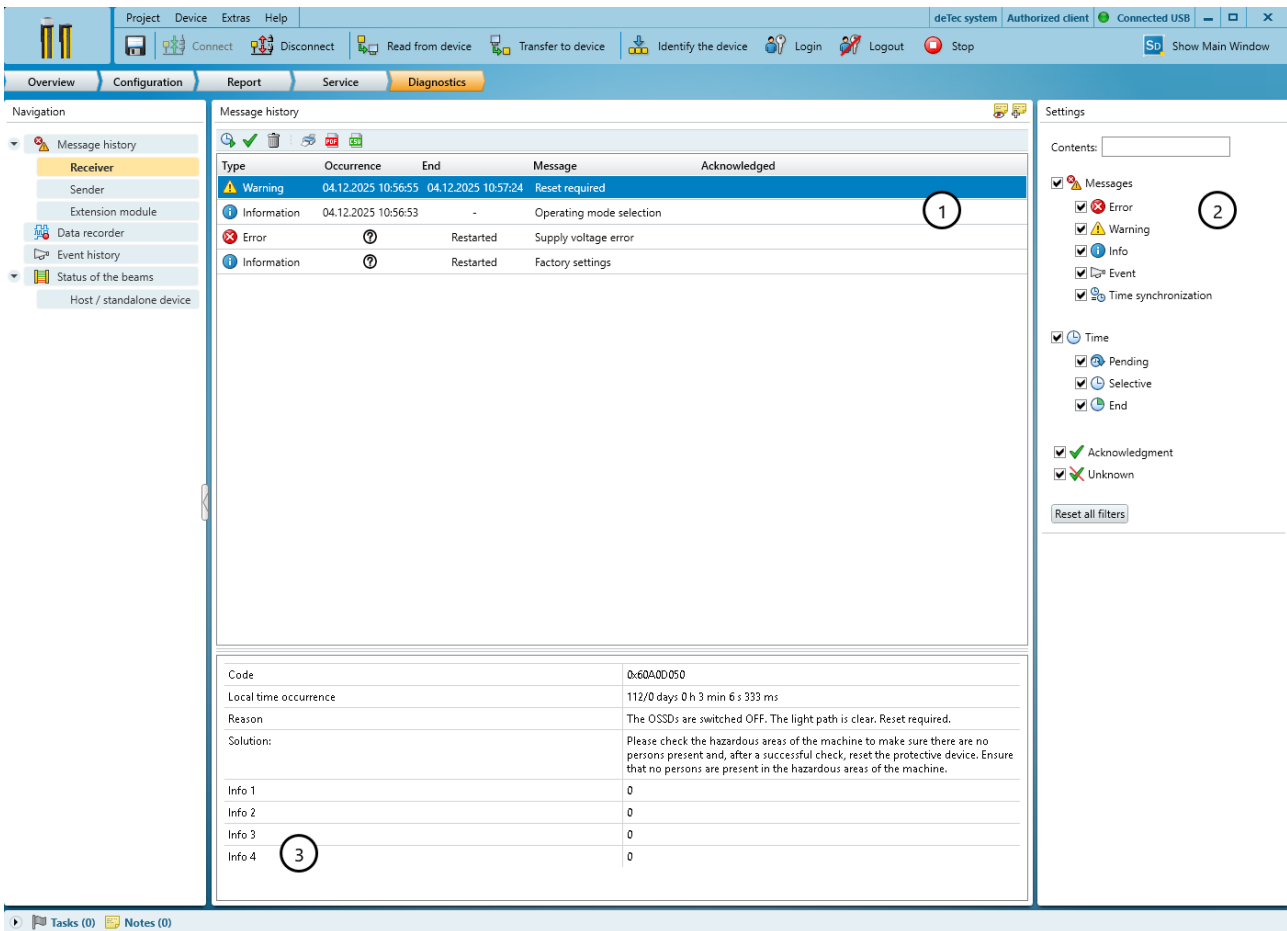 Project Device Extras Help
deTec system Authorized client Connected USB
Connect Disconnect Read from device Transfer to device Identify the device Login Logout Stop SD Show Main Window
Overview Configuration Report Service Diagnostics
Navigation
Message history
Receiver
Sender
Extension module
Data recorder
Event history
Status of the beams
Host / standalone device
Message history
PDF CSV
Type Occurrence End Message Acknowledged
Warning 04.12.2025 10:56:55 04.12.2025 10:57:24 Reset required
Information 04.12.2025 10:56:53 - Operating mode selection
Error ? Restarted Supply voltage error
Information ? Restarted Factory settings
1
Code 0x60A0D050
Local time occurrence 112/0 days 0 h 3 min 6 s 333 ms
Reason The OSSDs are switched OFF. The light path is clear. Reset required.
Solution: Please check the hazardous areas of the machine to make sure there are no
persons present and, after a successful check, reset the protective device. Ensure
that no persons are present in the hazardous areas of the machine.
Info 1 0
Info 2 0
Info 3 0
Info 4 0
3
Settings
Contents:
Messages
Error
Warning
Info
Event
Time synchronization
2
Time
Pending
Selective
End
Acknowledgment
Unknown
Reset all filters
Tasks (0) Notes (0)